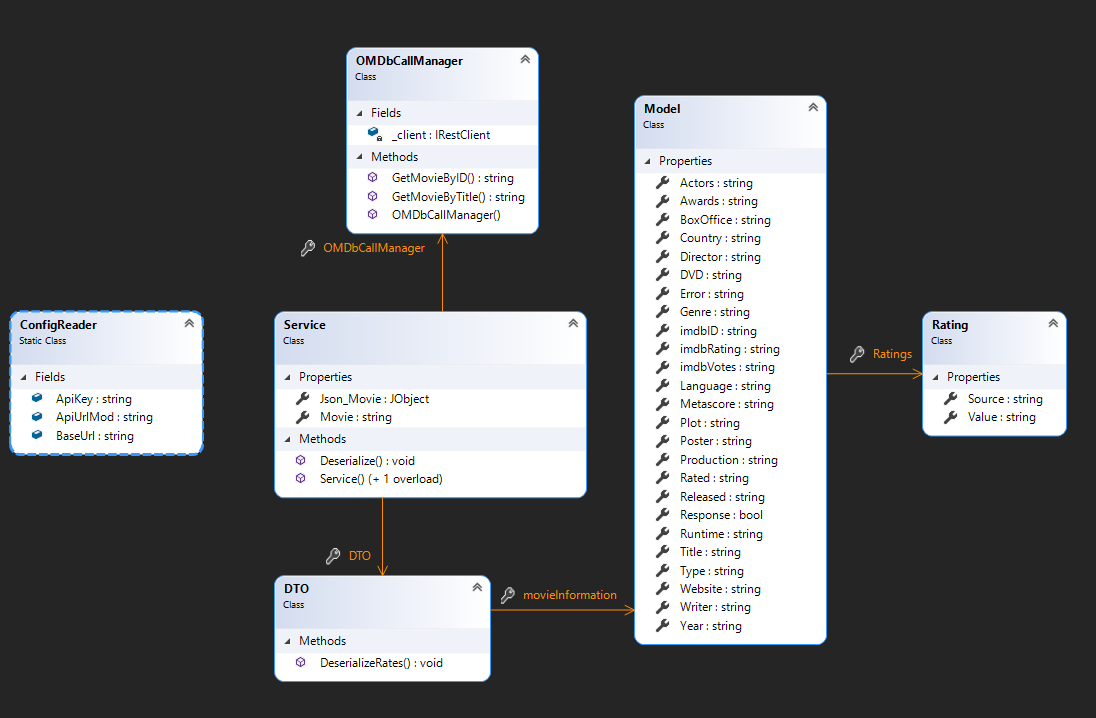 OMDbCallManager
Class
Fields
_client : IRestClient
Methods
GetMovieByID() : string
GetMovieByTitle() : string
OMDbCallManager()
OMDbCallManager
ConfigReader
Static Class
Fields
ApiKey : string
ApiUrlMod : string
BaseUrl : string
Service
Class
Properties
Json_Movie : JObject
Movie : string
Methods
Deserialize() : void
Service() (+ 1 overload)
DTO
DTO
Class
Methods
DeserializeRates() : void
movieInformation
Model
Class
Properties
Actors : string
Awards : string
BoxOffice : string
Country : string
Director : string
DVD : string
Error : string
Genre : string
imdbID : string
imdbRating : string
imdbVotes : string
Language : string
Metascore : string
Plot : string
Poster : string
Production : string
Rated : string
Released : string
Response : bool
Runtime : string
Title : string
Type : string
Website : string
Writer : string
Year : string
Ratings
Rating
Class
Properties
Source : string
Value : string